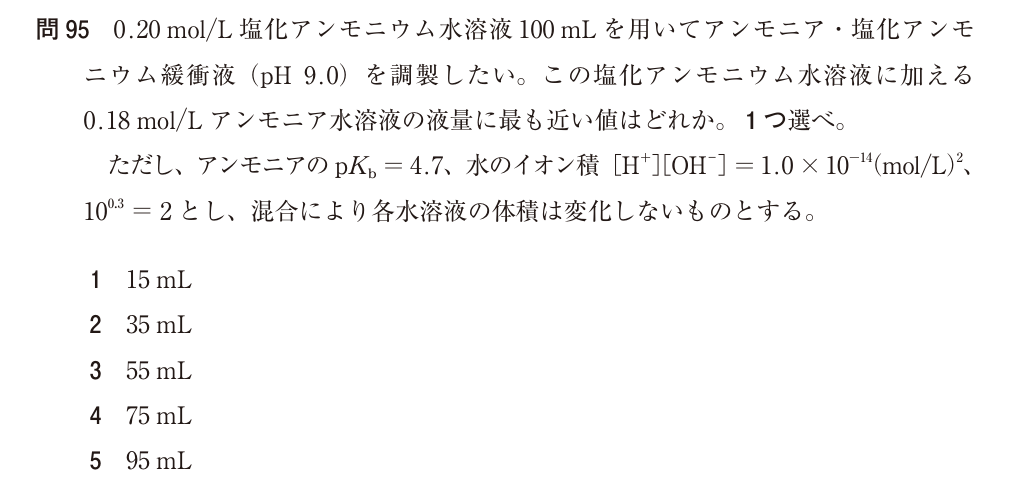 問95 0.20 mol/L 塩化アンモニウム水溶液 100 mL を用いてアンモニア・塩化アンモ
ニウム緩衝液（pH 9.0）を調製したい。この塩化アンモニウム水溶液に加える
0.18 mol/L アンモニア水溶液の液量に最も近い値はどれか。1つ選べ。
ただし、アンモニアの pK_b = 4.7、水のイオン積［H⁺][OH⁻］= 1.0 × 10⁻¹⁴(mol/L)²、
10^0.3 = 2 とし、混合により各水溶液の体積は変化しないものとする。
1 15 mL
2 35 mL
3 55 mL
4 75 mL
5 95 mL